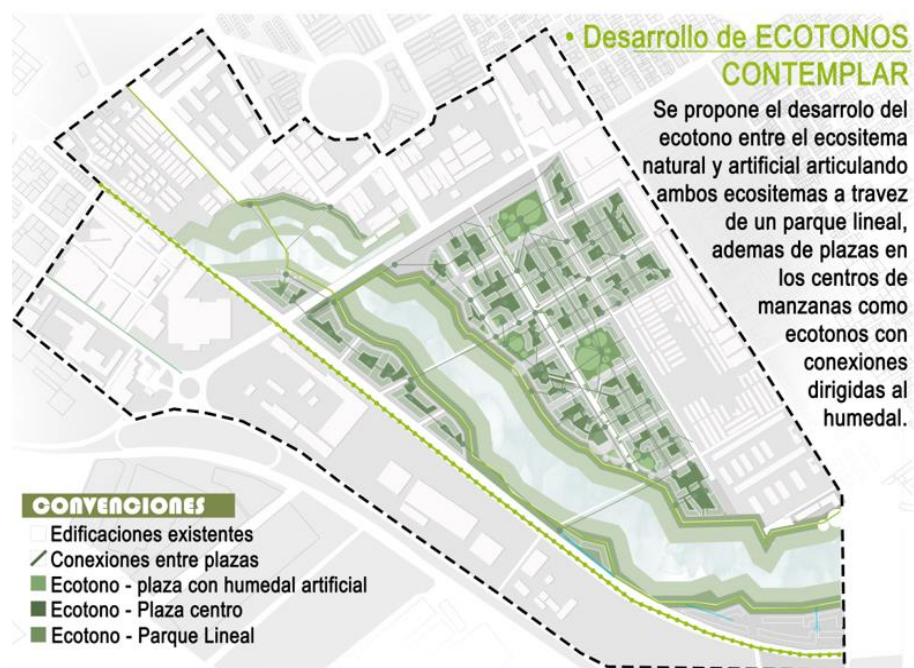 • Desarrollo de ECOTONOS
CONTEMPLAR
Se propone el desarrolo del
ecotono entre el ecositema
natural y artificial articulando
ambos ecositemas a travez
de un parque lineal,
ademas de plazas en
los centros de
manzanas como
ecotonos con
conexiones
dirigidas al
humedal.
CONVENCIONES
Edificaciones existentes
Conexiones entre plazas
Ecotono - plaza con humedal artificial
Ecotono - Plaza centro
Ecotono - Parque Lineal